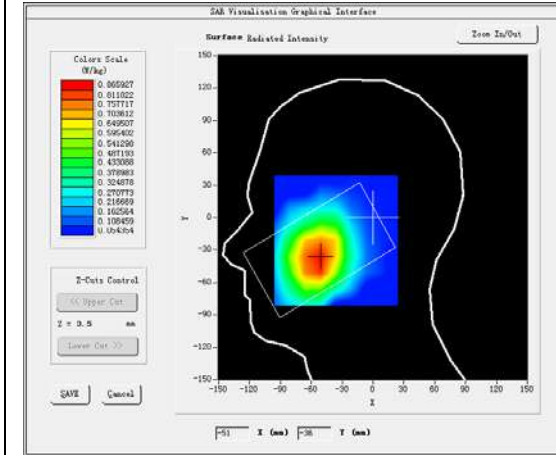 SAR Visualisation Graphical Interface
Surface Radiated Intensity
Zoom In/Out
Colors Scale
(W/kg)
0.865927
0.811822
0.757717
0.703612
0.649507
0.595402
0.541298
0.487193
0.433088
0.378983
0.324878
0.270773
0.216669
0.162564
0.108459
0.054354
Z-Cuts Control
<< Upper Cut
Z = 3.5 mm
Lower Cut >>
SAVE Cancel
150
120
90
60
30
0
-30
-60
-90
-120
-150
Y
-150 -120 -90 -60 -30 0 30 60 90 120 150
X
-51 X (mm) -36 Y (mm)